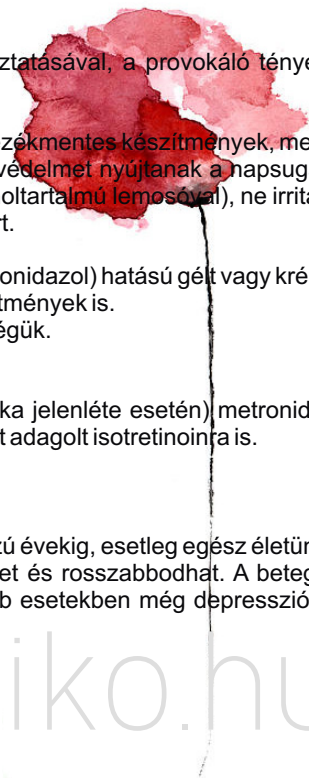 ztatásával, a provokáló ténye
zékmentes készítmények, me
védelmet nyújtanak a napsug
oltartalmú lemosóval), ne irritá
rt.
onidazol) hatású gélt vagy kré
tmények is.
égük.
ka jelenléte esetén) metronid
t adagolt isotretinoinra is.
zú évekig, esetleg egész életün
et és rosszabbodhat. A beteg
b esetekben még depresszió
iko.hu